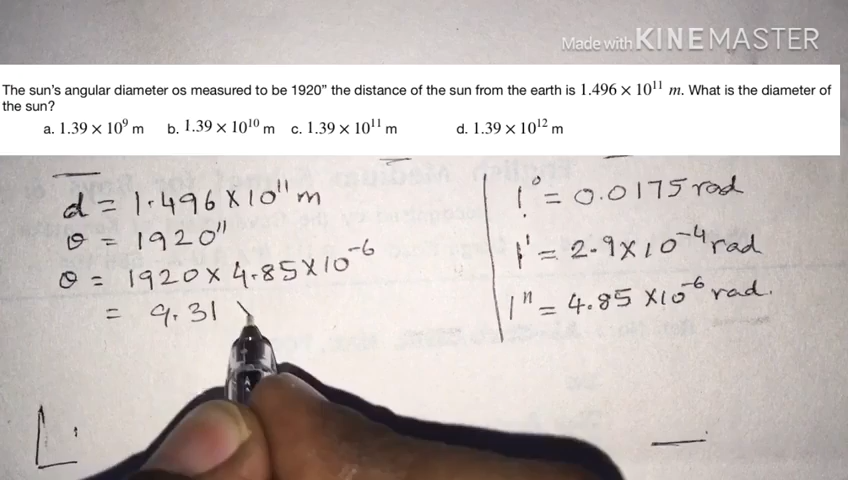 Made with KINEMASTER
The sun's angular diameter os measured to be 1920" the distance of the sun from the earth is 1.496 × 10¹¹ m. What is the diameter of
the sun?
a. 1.39 × 10⁹ m b. 1.39 × 10¹⁰ m c. 1.39 × 10¹¹ m d. 1.39 × 10¹² m
d = 1.496 × 10¹¹ m
θ = 1920"
θ = 1920 × 4.85 × 10⁻⁶
= 9.31
1° = 0.0175 rad
1' = 2.9 × 10⁻⁴ rad
1" = 4.85 × 10⁻⁶ rad.